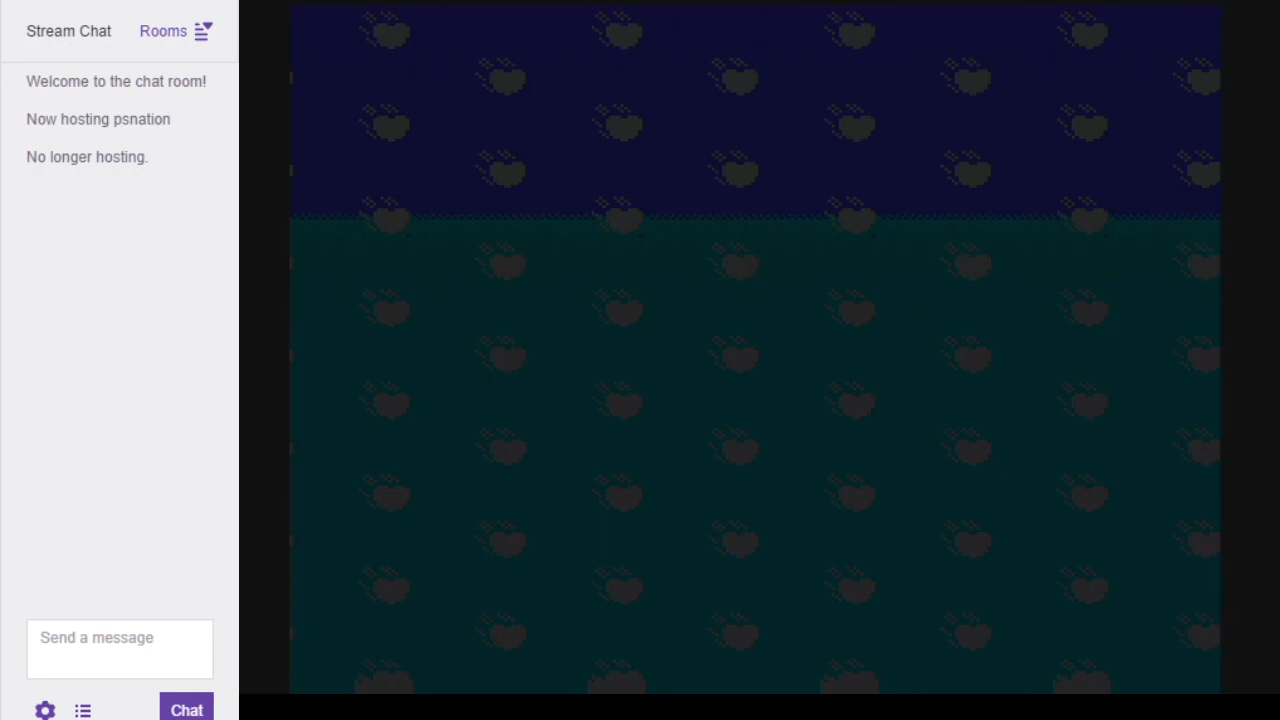 Stream Chat
Rooms
Welcome to the chat room!
Now hosting psnation
No longer hosting.
Send a message
Chat